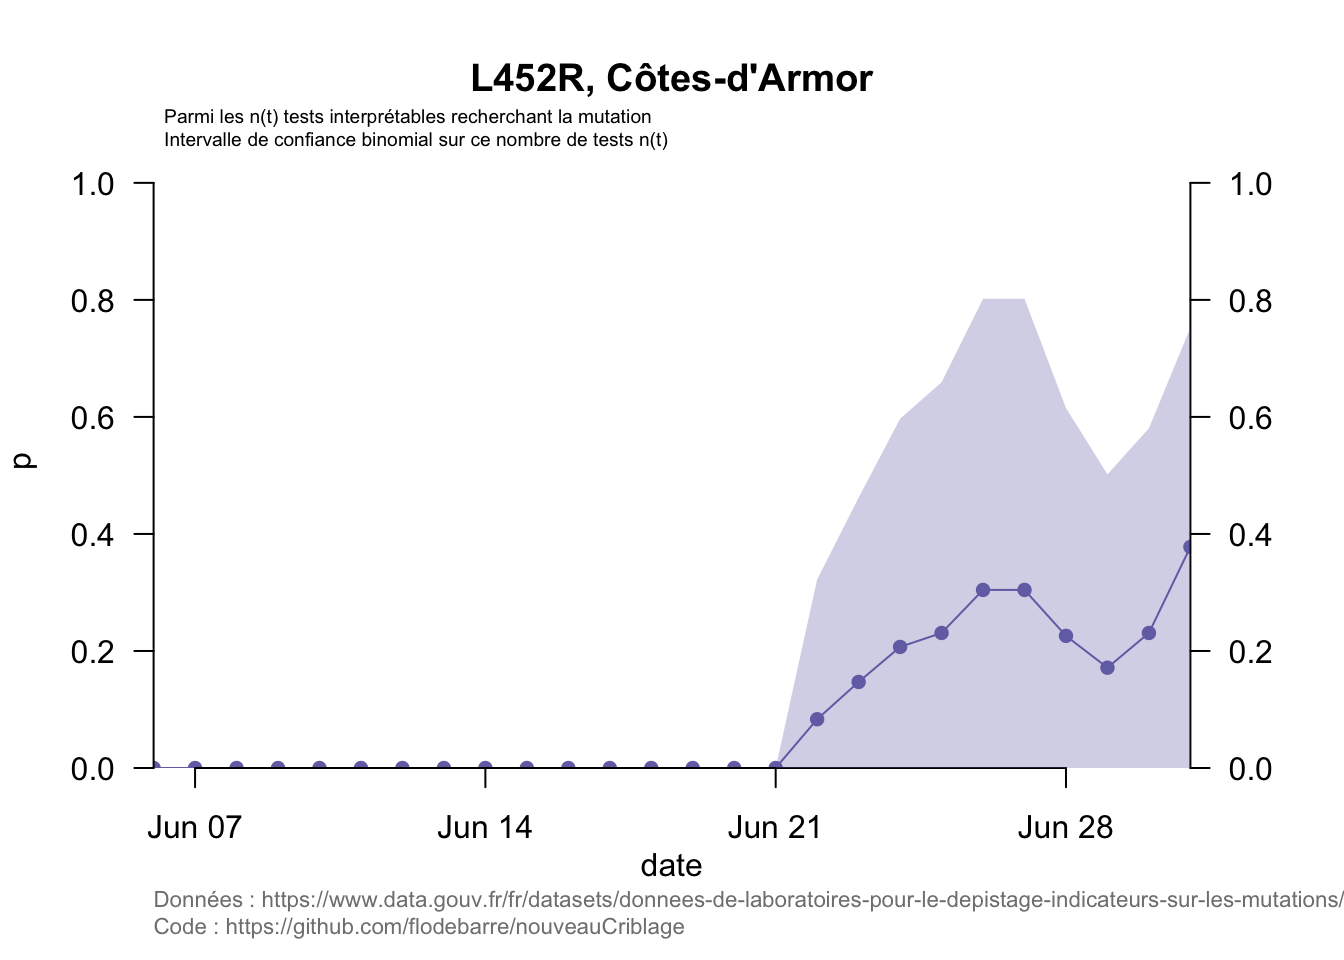 L452R, Côtes-d'Armor
Parmi les n(t) tests interprétables recherchant la mutation
Intervalle de confiance binomial sur ce nombre de tests n(t)
1.0
0.8
0.6
0.4
0.2
0.0
p
1.0
0.8
0.6
0.4
0.2
0.0
Jun 07 Jun 14 Jun 21 Jun 28
date
Données : https://www.data.gouv.fr/fr/datasets/donnees-de-laboratoires-pour-le-depistage-indicateurs-sur-les-mutations/
Code : https://github.com/flodebarre/nouveauCriblage